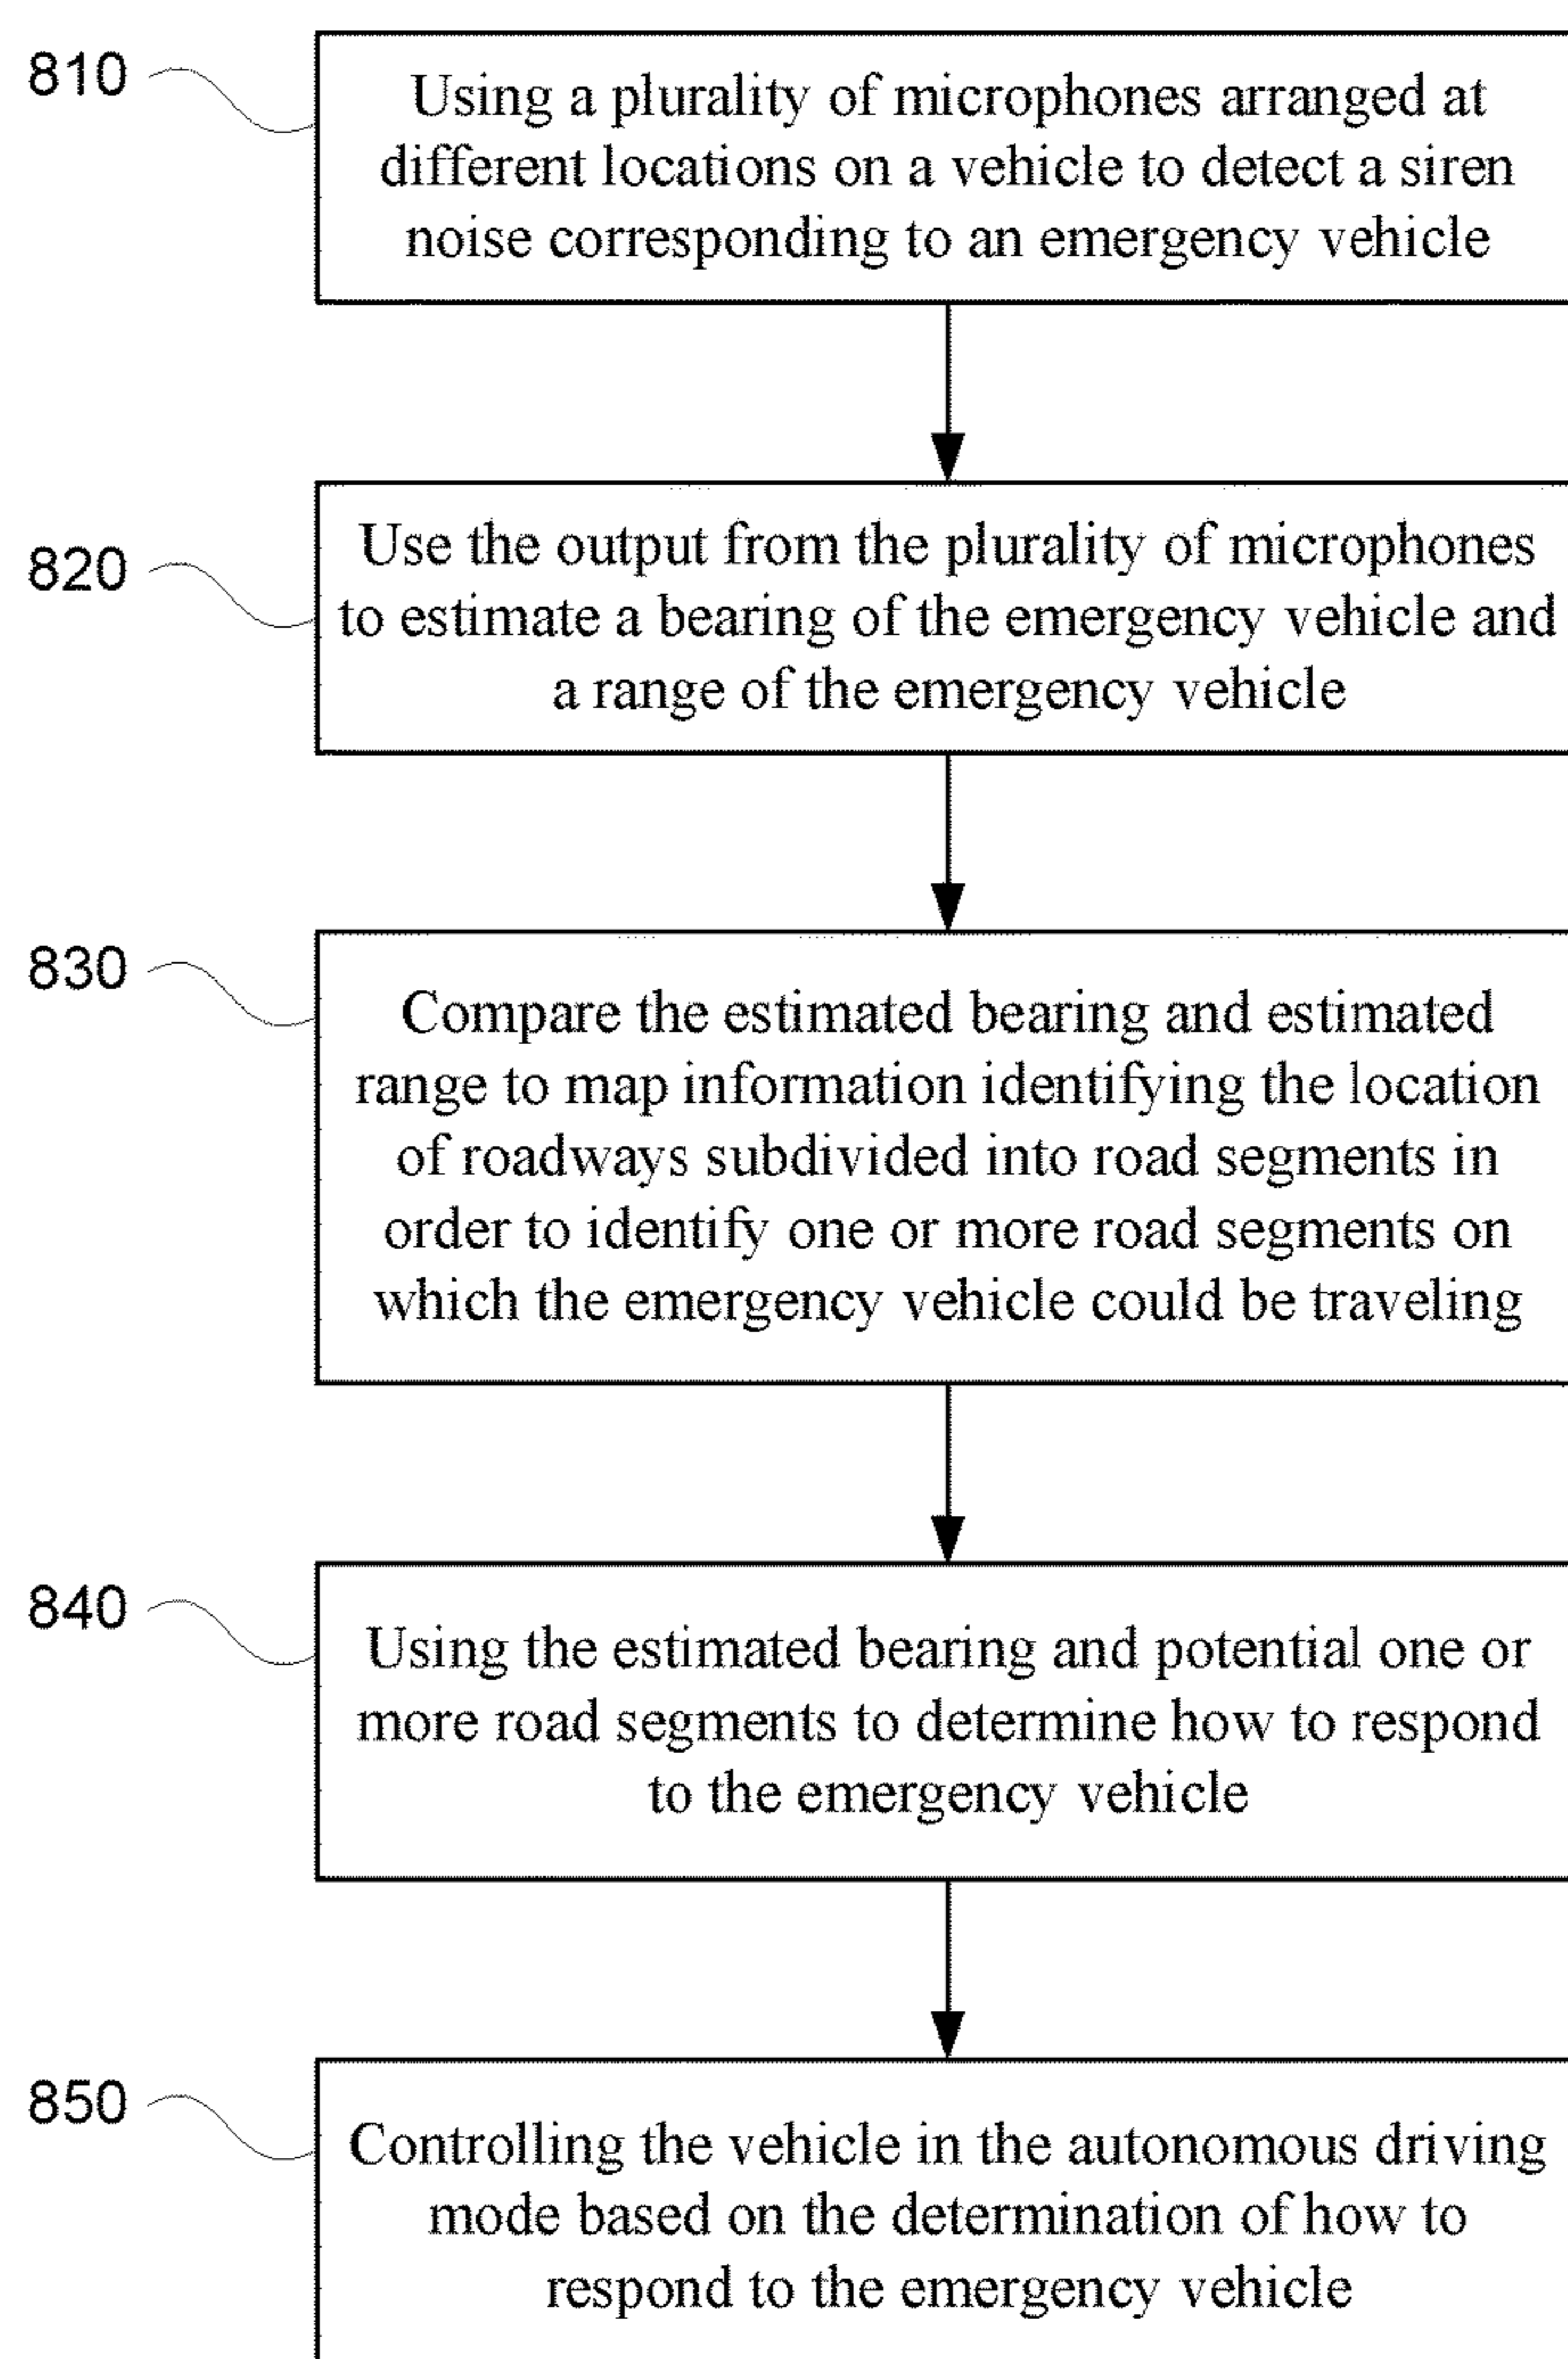 810
Using a plurality of microphones arranged at
different locations on a vehicle to detect a siren
noise corresponding to an emergency vehicle
820
Use the output from the plurality of microphones
to estimate a bearing of the emergency vehicle and
a range of the emergency vehicle
830
Compare the estimated bearing and estimated
range to map information identifying the location
of roadways subdivided into road segments in
order to identify one or more road segments on
which the emergency vehicle could be traveling
840
Using the estimated bearing and potential one or
more road segments to determine how to respond
to the emergency vehicle
850
Controlling the vehicle in the autonomous driving
mode based on the determination of how to
respond to the emergency vehicle